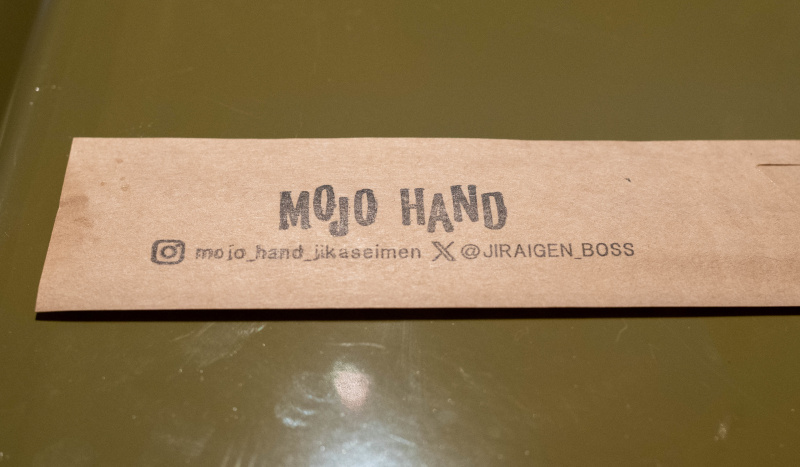 MOJO HAND
mojo_hand_jikaseimen X @JIRAIGEN_BOSS